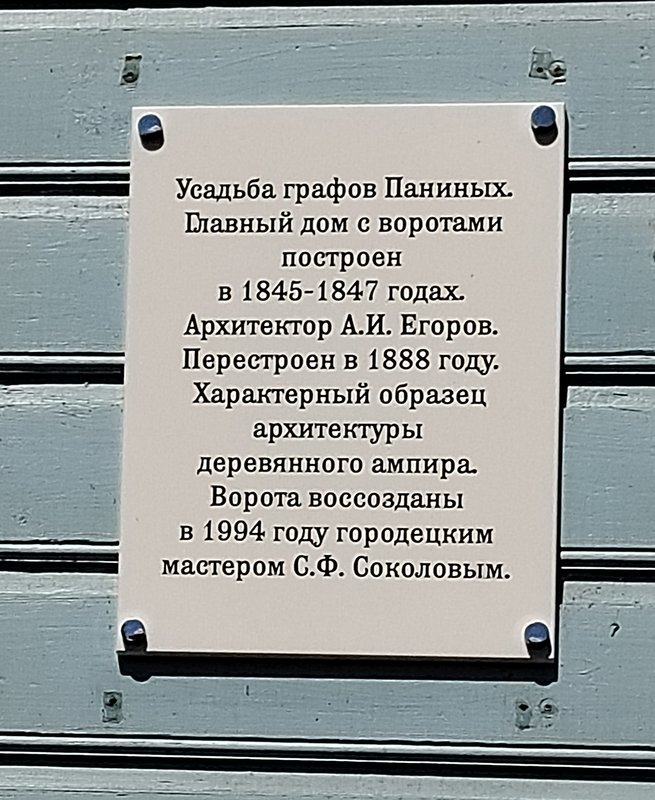 Усадьба графов Паниных.
Главный дом с воротами
построен
в 1845-1847 годах.
Архитектор А.И. Егоров.
Перестроен в 1888 году.
Характерный образец
архитектуры
деревянного ампира.
Ворота воссозданы
в 1994 году городецким
мастером С.Ф. Соколовым.